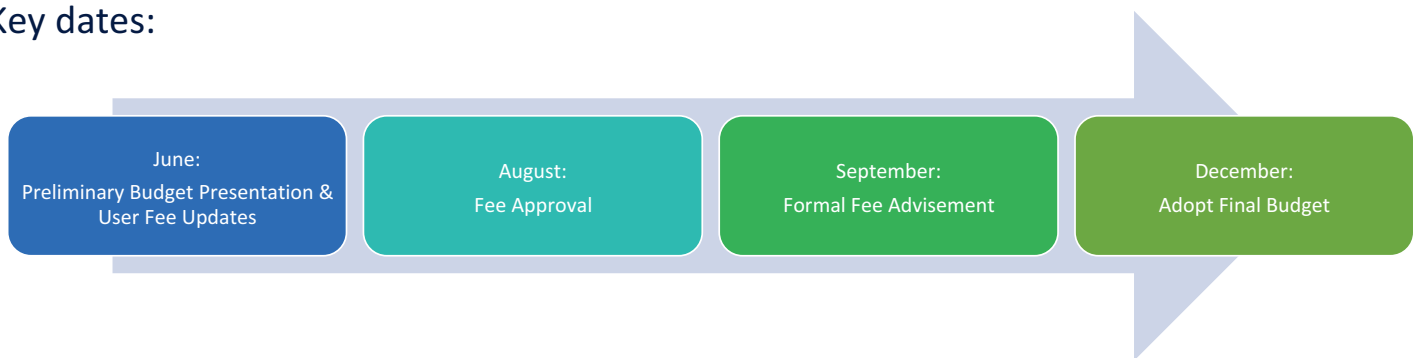 Key dates:
June:
Preliminary Budget Presentation &
User Fee Updates
August:
Fee Approval
September:
Formal Fee Advisement
December:
Adopt Final Budget